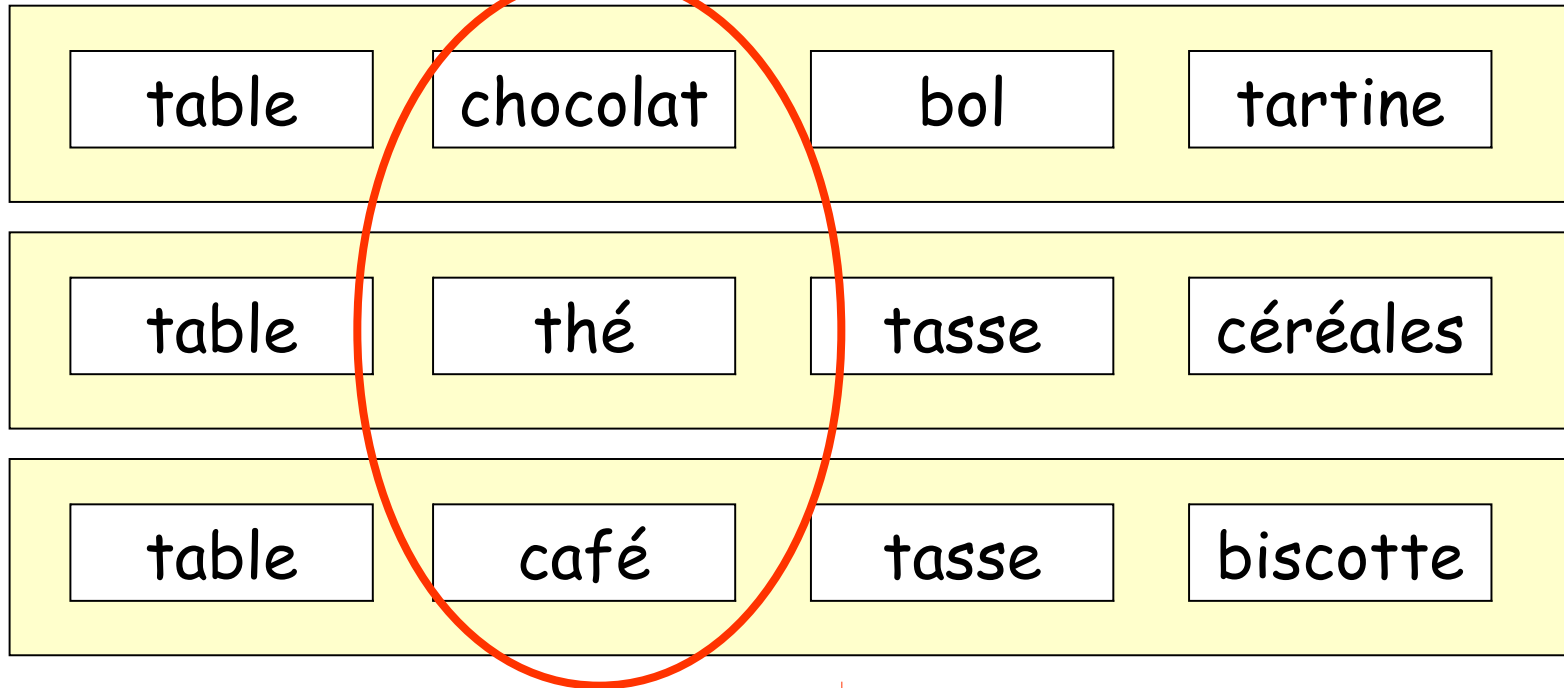 table chocolat bol tartine
table thé tasse céréales
table café tasse biscotte